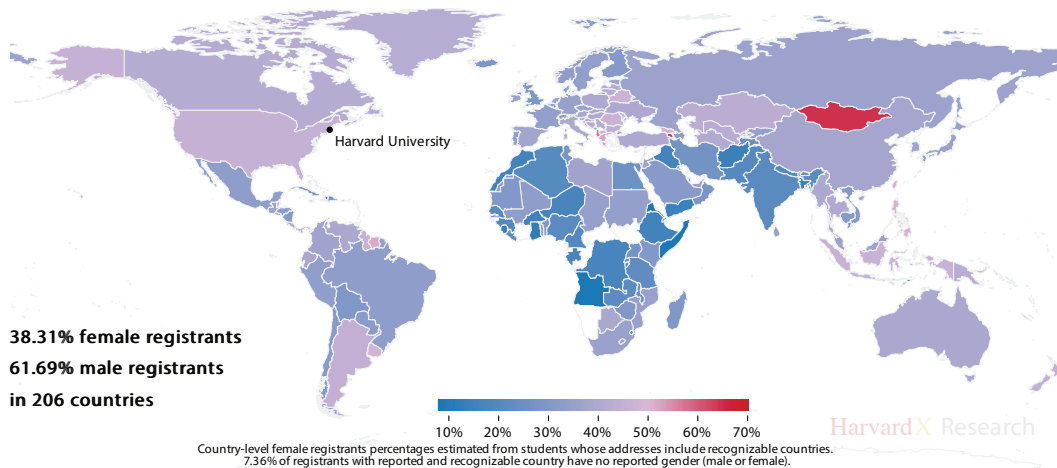 Harvard University
38.31% female registrants
61.69% male registrants
in 206 countries
10% 20% 30% 40% 50% 60% 70%
HarvardX Research
Country-level female registrants percentages estimated from students whose addresses include recognizable countries.
7.36% of registrants with reported and recognizable country have no reported gender (male or female).